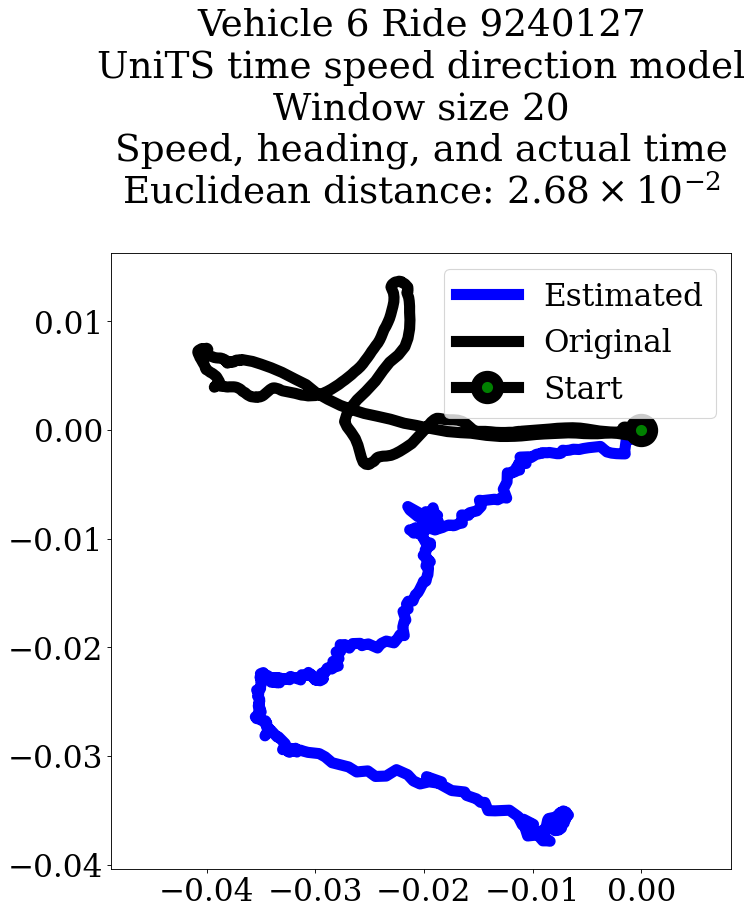 Vehicle 6 Ride 9240127
UniTS time speed direction model
Window size 20
Speed, heading, and actual time
Euclidean distance: 2.68 × 10⁻²
Estimated
Original
Start
0.01
0.00
−0.01
−0.02
−0.03
−0.04
−0.04 −0.03 −0.02 −0.01 0.00